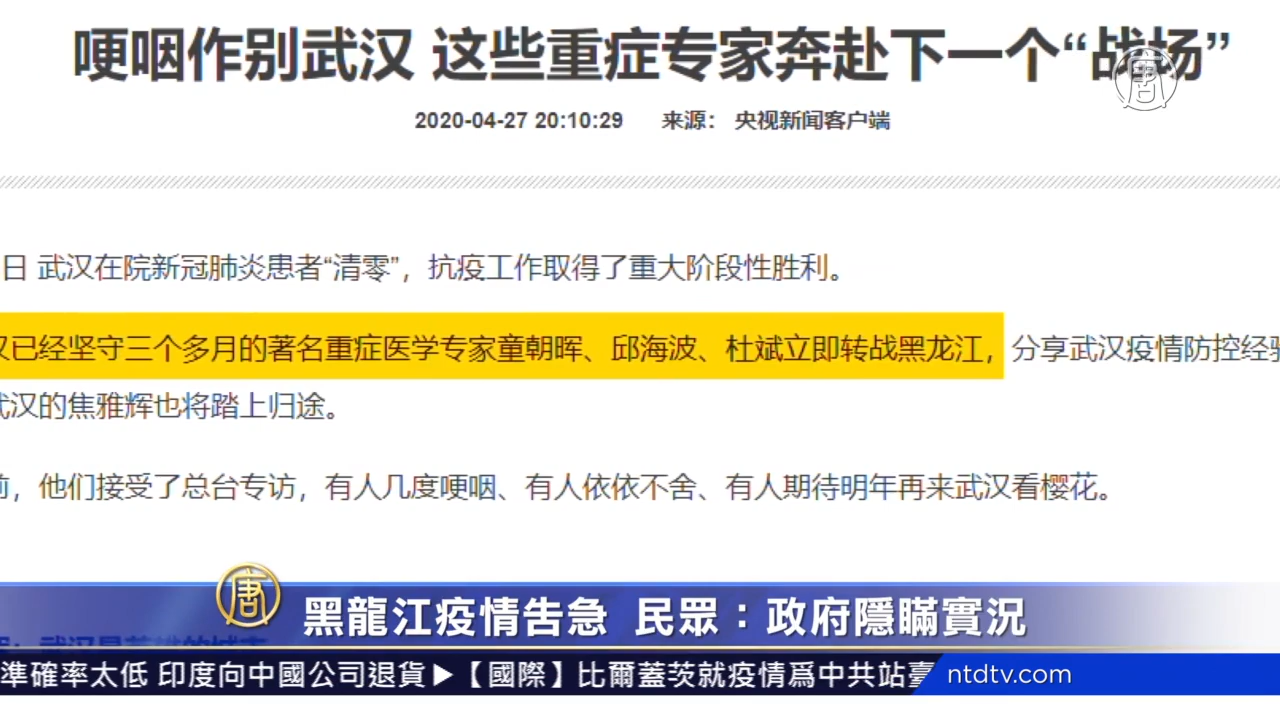 哽咽作别武汉 这些重症专家奔赴下一个“战场”
2020-04-27 20:10:29 来源： 央视新闻客户端
日 武汉在院新冠肺炎患者“清零”，抗疫工作取得了重大阶段性胜利。
汉已经坚守三个多月的著名重症医学专家童朝晖、邱海波、杜斌立即转战黑龙江，分享武汉疫情防控经验
武汉的焦雅辉也将踏上归途。
前，他们接受了总台专访，有人几度哽咽、有人依依不舍、有人期待明年再来武汉看樱花。
黑龍江疫情告急 民眾：政府隱瞞實況
準確率太低 印度向中國公司退貨▶【國際】比爾蓋茨就疫情爲中共站臺
ntdtv.com